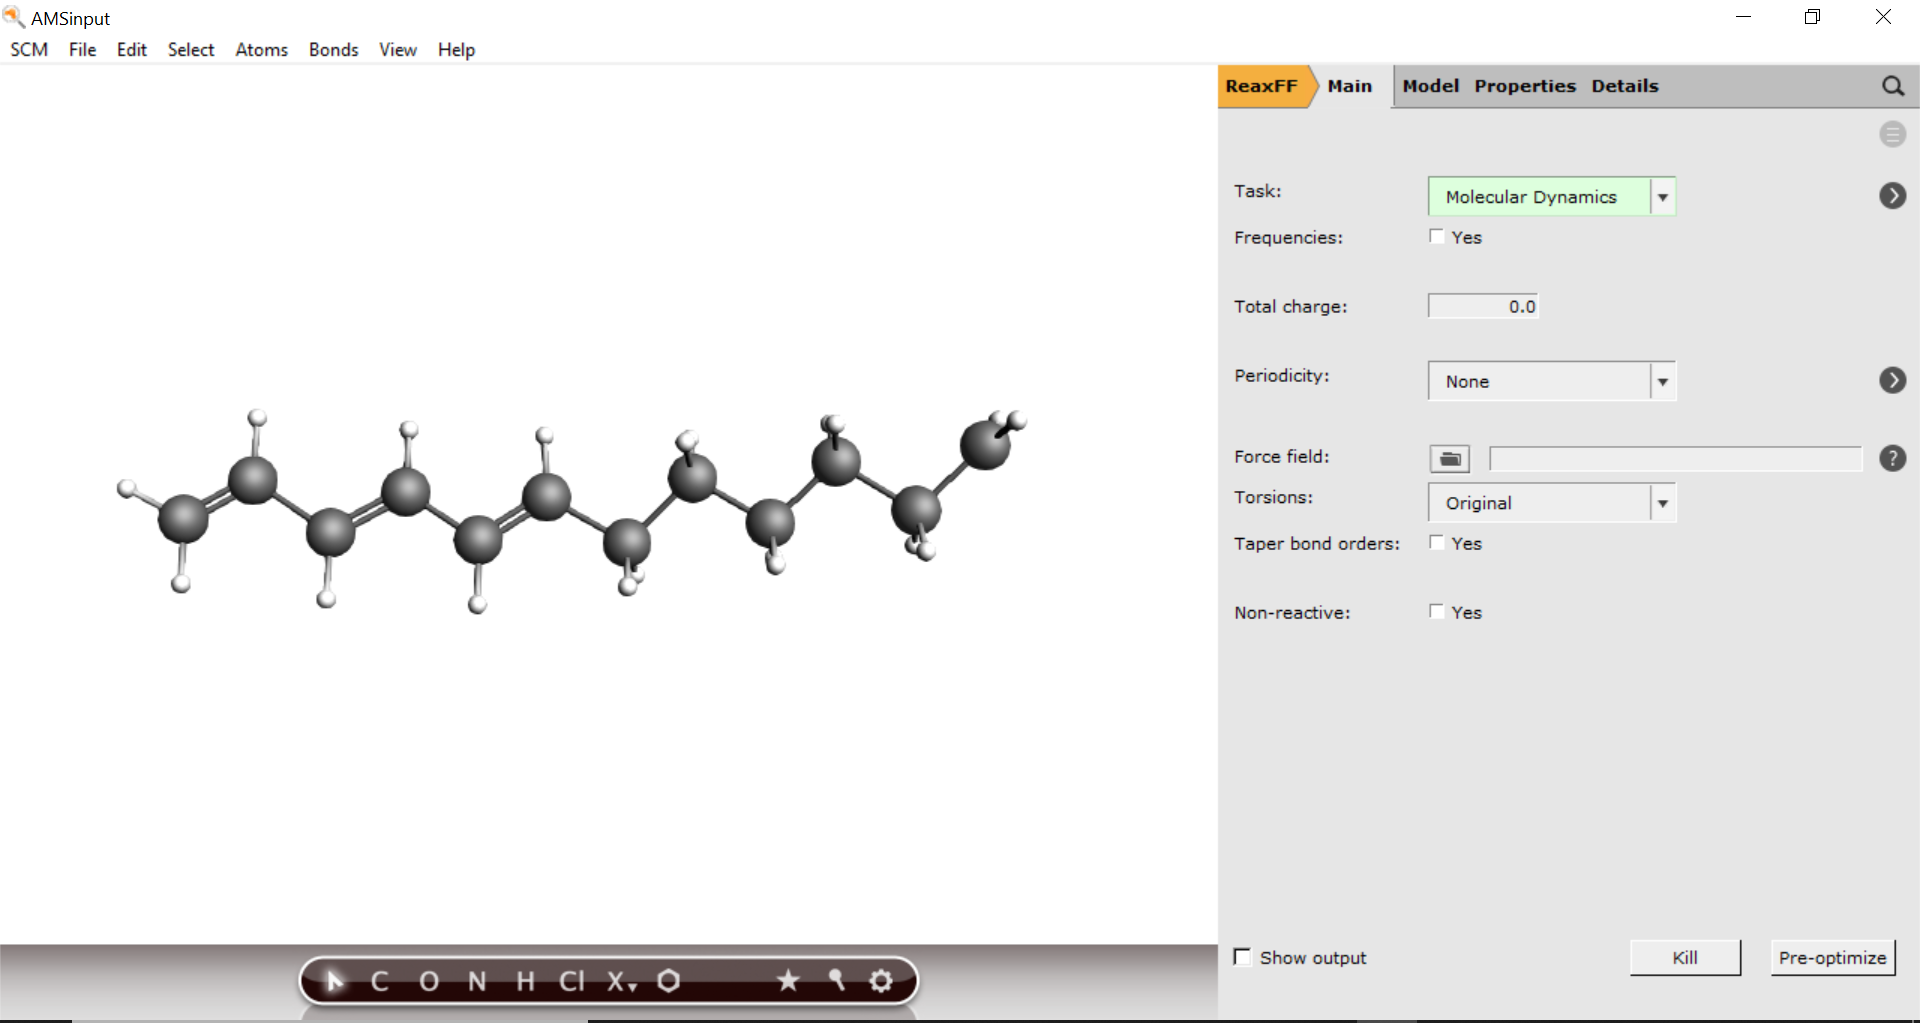 AMSinput
SCM File Edit Select Atoms Bonds View Help
ReaxFF Main Model Properties Details
Task: Molecular Dynamics
Frequencies: Yes
Total charge: 0.0
Periodicity: None
Force field: ?
Torsions: Original
Taper bond orders: Yes
Non-reactive: Yes
Show output Kill Pre-optimize
C O N H Cl X